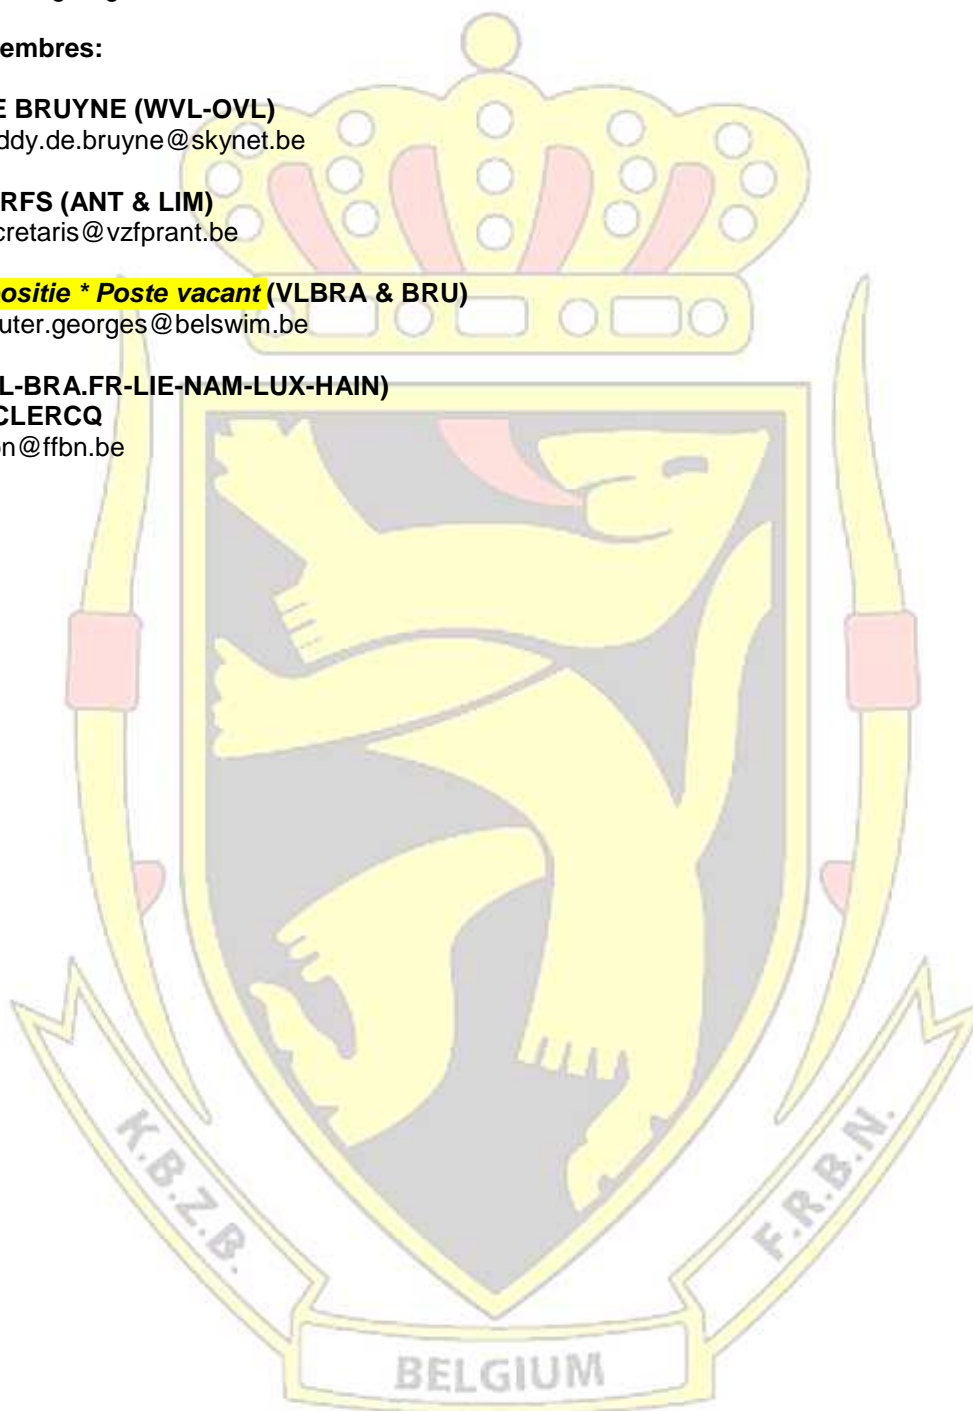 embres:
E BRUYNE (WVL-OVL)
ddy.de.bruyne@skynet.be
RFS (ANT & LIM)
cretaris@vzfprant.be
ositie * Poste vacant (VLBRA & BRU)
uter.georges@belswim.be
L-BRA.FR-LIE-NAM-LUX-HAIN)
CLERCQ
on@ffbn.be
K.B.Z.B.
F.R.B.N.
BELGIUM